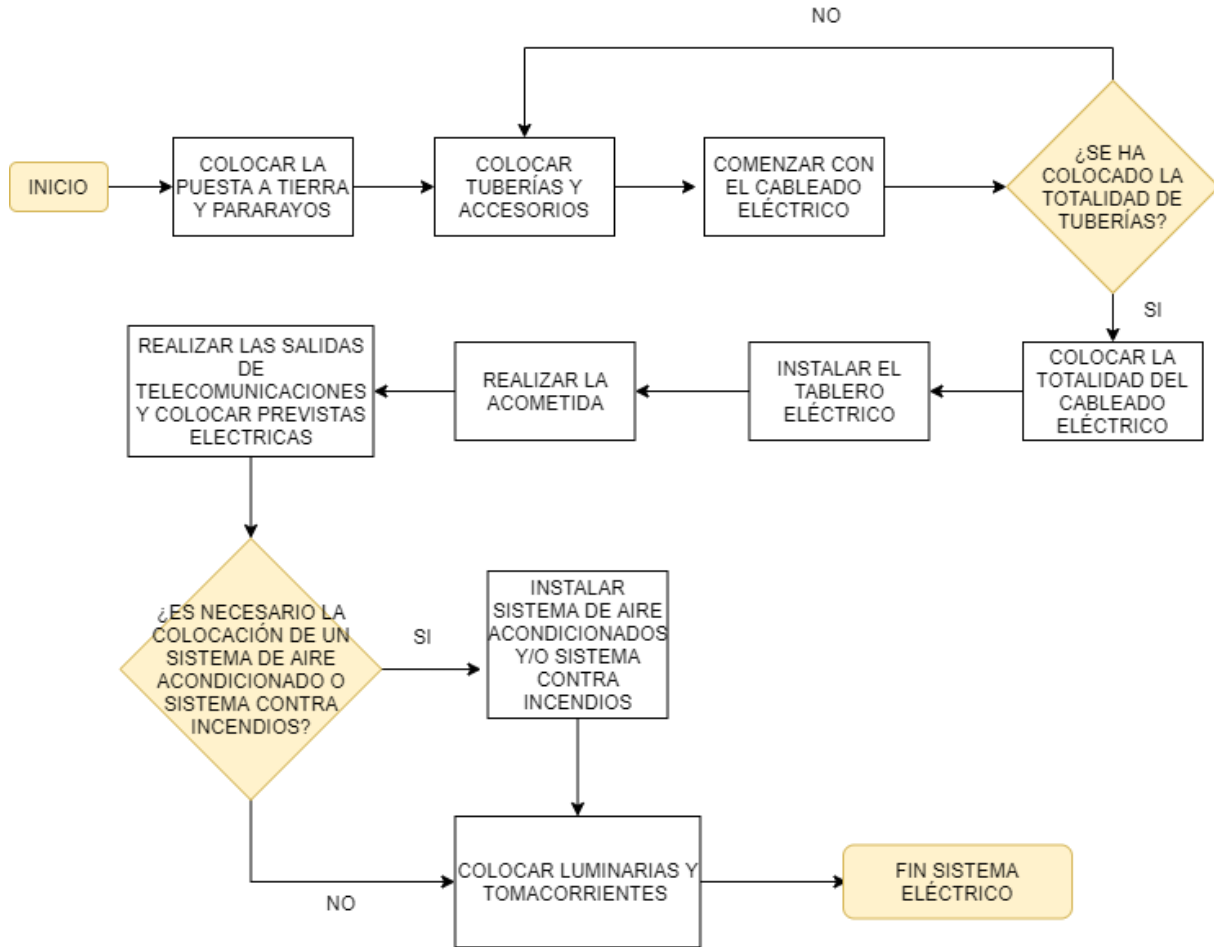 NO
INICIO
COLOCAR LA
PUESTA A TIERRA
Y PARARAYOS
COLOCAR
TUBERÍAS Y
ACCESORIOS
COMENZAR CON
EL CABLEADO
ELÉCTRICO
¿SE HA
COLOCADO LA
TOTALIDAD DE
TUBERÍAS?
SI
COLOCAR LA
TOTALIDAD DEL
CABLEADO
ELÉCTRICO
INSTALAR EL
TABLERO
ELÉCTRICO
REALIZAR LA
ACOMETIDA
REALIZAR LAS SALIDAS
DE
TELECOMUNICACIONES
Y COLOCAR PREVISTAS
ELECTRICAS
¿ES NECESARIO LA
COLOCACIÓN DE UN
SISTEMA DE AIRE
ACONDICIONADO O
SISTEMA CONTRA
INCENDIOS?
SI
INSTALAR
SISTEMA DE AIRE
ACONDICIONADOS
Y/O SISTEMA
CONTRA
INCENDIOS
NO
COLOCAR LUMINARIAS Y
TOMACORRIENTES
FIN SISTEMA
ELÉCTRICO